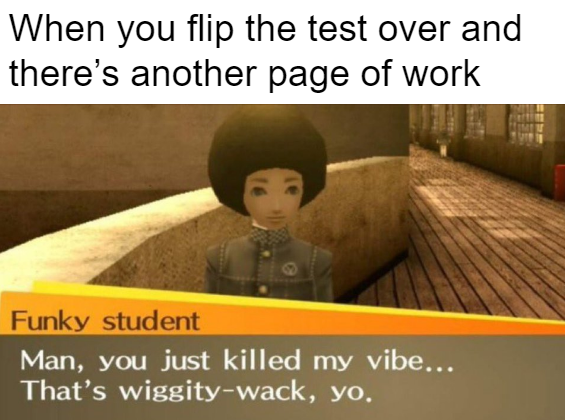 When you flip the test over and
there’s another page of work
Funky student
Man, you just killed my vibe...
That's wiggity-wack, yo.